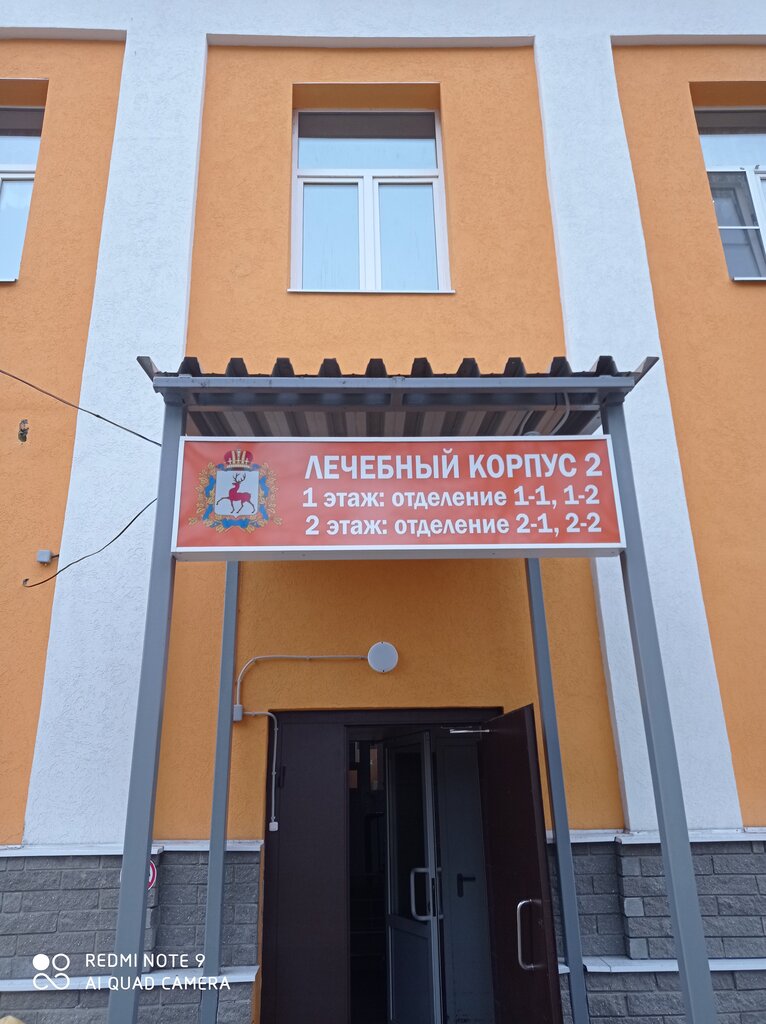 ЛЕЧЕБНЫЙ КОРПУС 2
1 этаж: отделение 1-1, 1-2
2 этаж: отделение 2-1, 2-2
REDMI NOTE 9
AI QUAD CAMERA